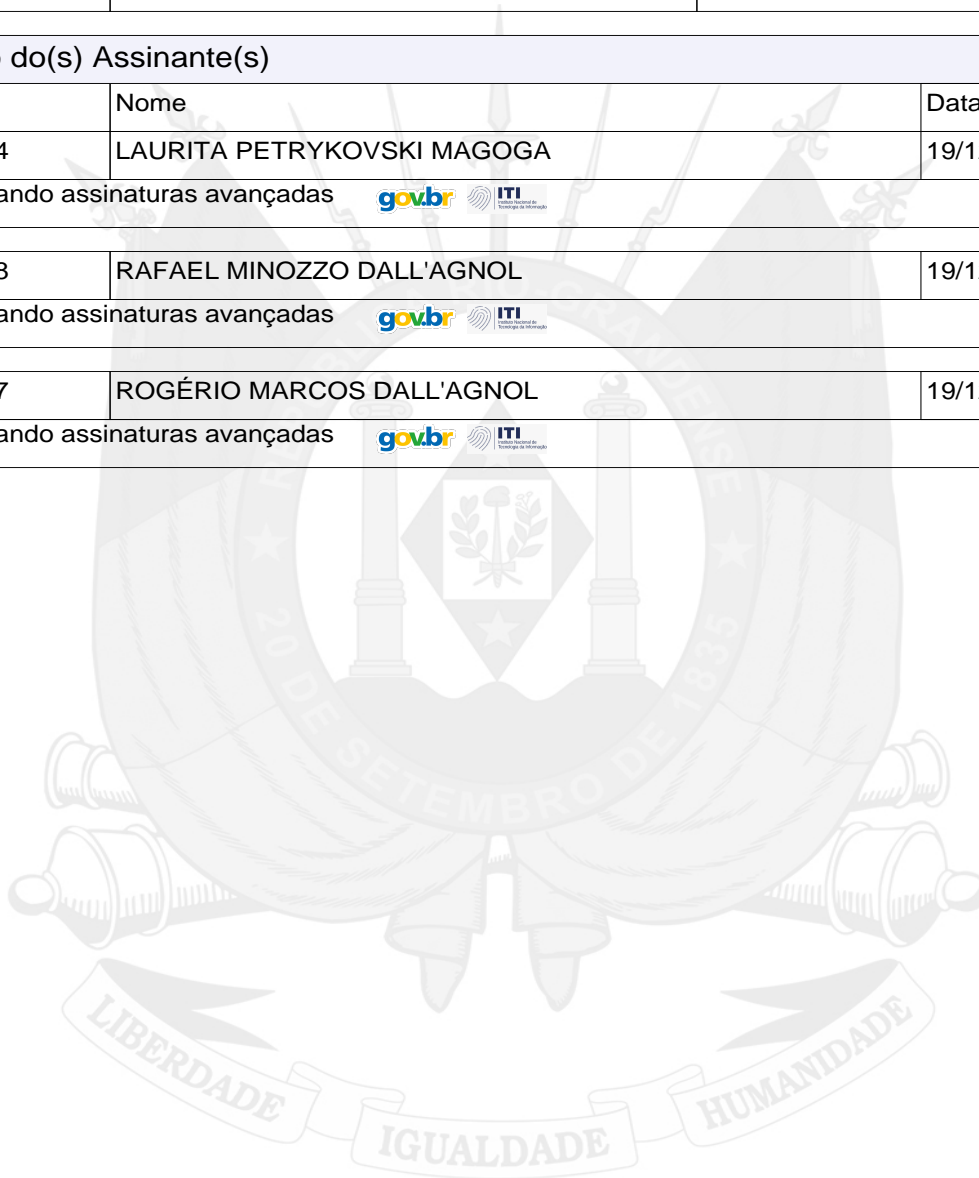 do(s) Assinante(s)
Nome Data
4 LAURITA PETRYKOVSKI MAGOGA 19/1
ando assinaturas avançadas gov.br ITI
RAFAEL MINOZZO DALL'AGNOL 19/1
ando assinaturas avançadas gov.br ITI
7 ROGÉRIO MARCOS DALL'AGNOL 19/1
ando assinaturas avançadas gov.br ITI
20 DE SETEMBRO DE 1835
LIBERDADE IGUALDADE HUMANIDADE